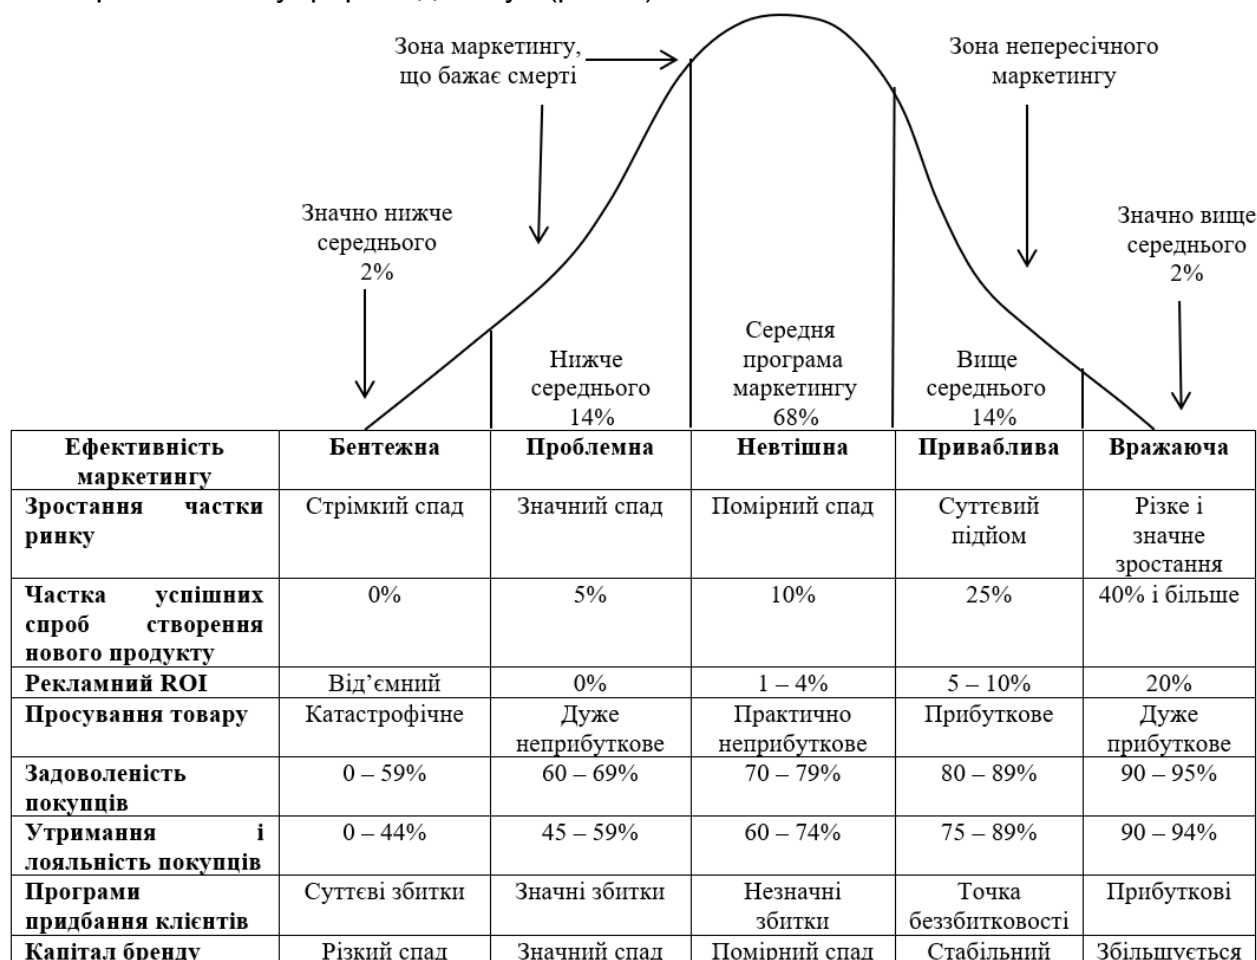 Зона маркетингу,
що бажає смерті
Зона непересічного
маркетингу
Значно нижче
середнього
2%
Значно вище
середнього
2%
Нижче
середнього
14%
Середня
програма
маркетингу
68%
Вище
середнього
14%
Ефективність
маркетингу
Бентежна
Проблемна
Невтішна
Приваблива
Вражаюча
Зростання частки
ринку
Стрімкий спад
Значний спад
Помірний спад
Суттєвий
підйом
Різке і
значне
зростання
Частка успішних
спроб створення
нового продукту
0%
5%
10%
25%
40% і більше
Рекламний ROI
Від’ємний
0%
1 – 4%
5 – 10%
20%
Просування товару
Катастрофічне
Дуже
неприбуткове
Практично
неприбуткове
Прибуткове
Дуже
прибуткове
Задоволеність
покупців
0 – 59%
60 – 69%
70 – 79%
80 – 89%
90 – 95%
Утримання і
лояльність покупців
0 – 44%
45 – 59%
60 – 74%
75 – 89%
90 – 94%
Програми
придбання клієнтів
Суттєві збитки
Значні збитки
Незначні
збитки
Точка
беззбитковості
Прибуткові
Капітал бренду
Різкий спад
Значний спад
Помірний спад
Стабільний
Збільшується